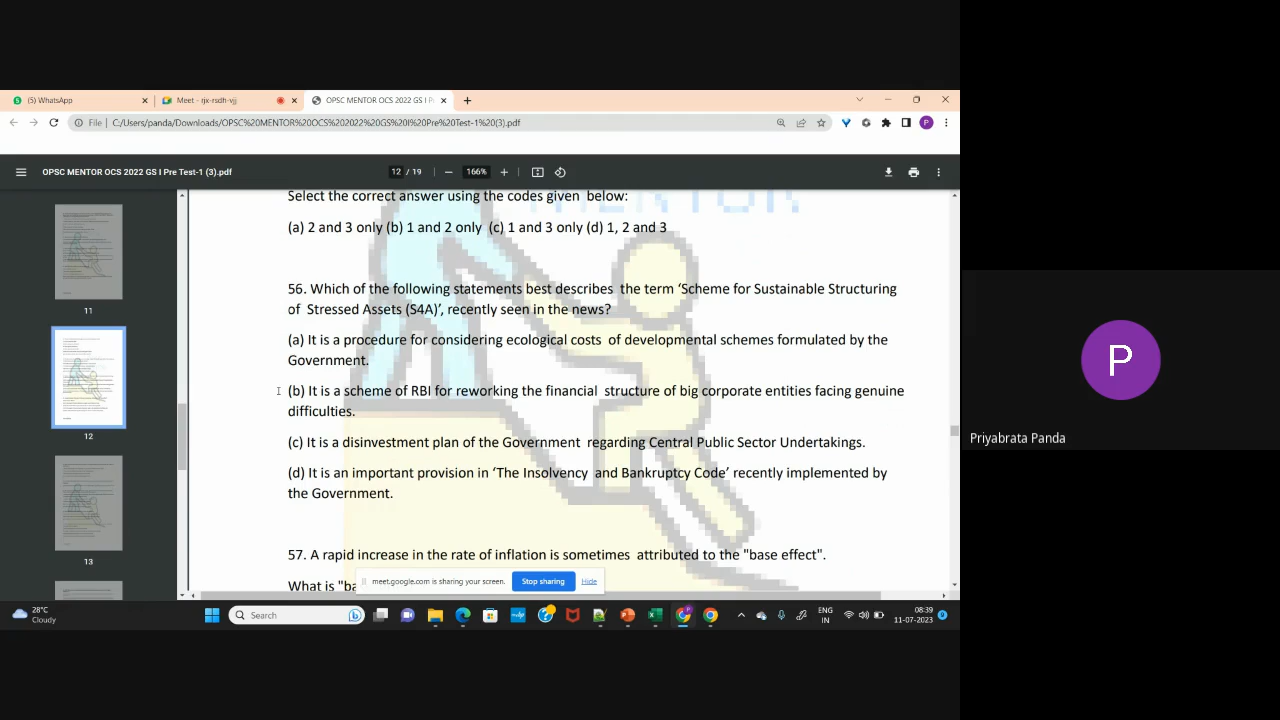 (5) WhatsApp
Meet - rjx-rsdh-vjj
OPSC MENTOR OCS 2022 GS I P
File | C:/Users/panda/Downloads/OPSC%20MENTOR%20OCS%202022%20GS%20I%20Pre%20Test-1%20(3).pdf
OPSC MENTOR OCS 2022 GS I Pre Test-1 (3).pdf
12 / 19
166%
MENTOR
Select the correct answer using the codes given below:
(a) 2 and 3 only (b) 1 and 2 only (c) 1 and 3 only (d) 1, 2 and 3
56. Which of the following statements best describes the term ‘Scheme for Sustainable Structuring
of Stressed Assets (S4A)’, recently seen in the news?
(a) It is a procedure for considering ecological costs of developmental schemes formulated by the
Government.
(b) It is a scheme of RBI for reworking the financial structure of big corporate entities facing genuine
difficulties.
(c) It is a disinvestment plan of the Government regarding Central Public Sector Undertakings.
(d) It is an important provision in ‘The Insolvency and Bankruptcy Code’ recently implemented by
the Government.
57. A rapid increase in the rate of inflation is sometimes attributed to the "base effect".
What is "ba
11
12
13
meet.google.com is sharing your screen.
Stop sharing
Hide
P
Priyabrata Panda
28°C
Cloudy
Search
ENG
IN
08:39
11-07-2023